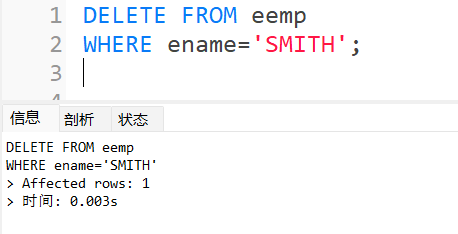 1 DELETE FROM eemp
2 WHERE ename='SMITH';
3
4
信息 剖析 状态
DELETE FROM eemp
WHERE ename='SMITH'
> Affected rows: 1
> 时间: 0.003s